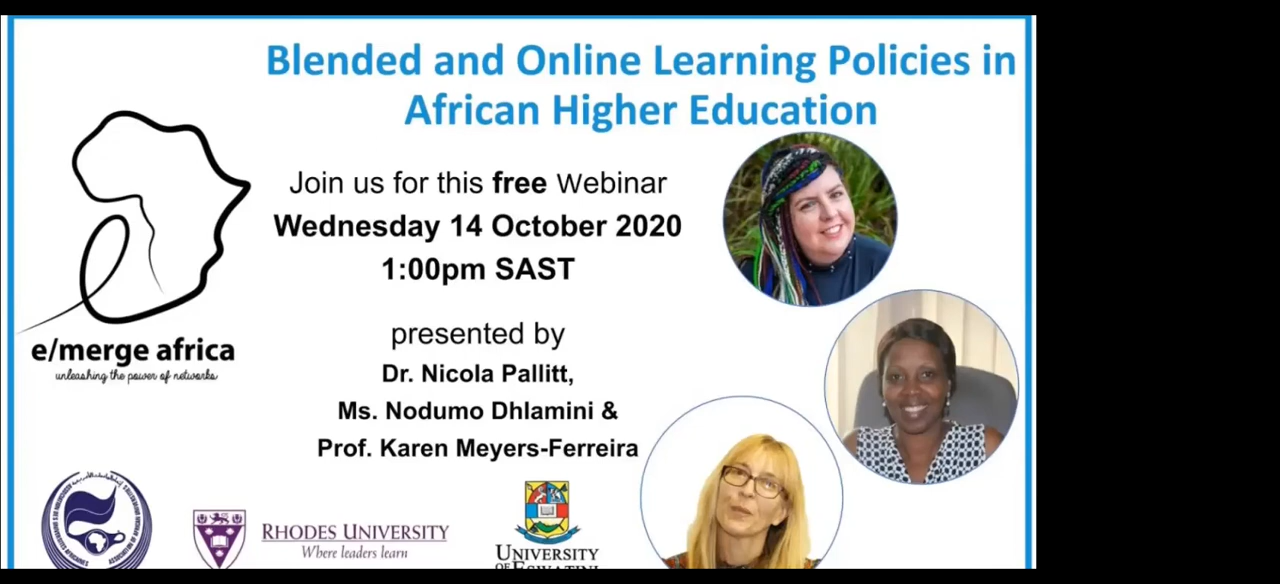 Blended and Online Learning Policies in
African Higher Education
Join us for this free Webinar
Wednesday 14 October 2020
1:00pm SAST
presented by
Dr. Nicola Pallitt,
Ms. Nodumo Dhlamini &
Prof. Karen Meyers-Ferreira
e/merge africa
unleashing the power of networks
RHODES UNIVERSITY
Where leaders learn
UNIVERSITY
OF ESWATINI